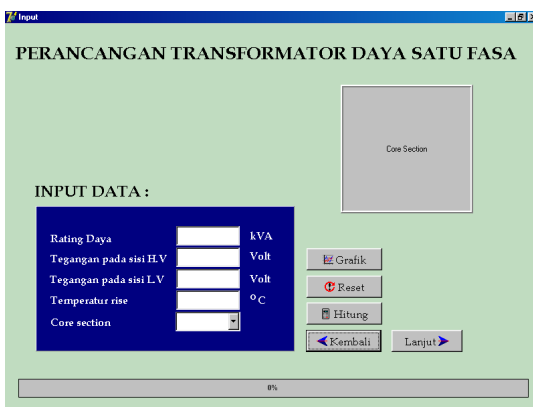 Input
PERANCANGAN TRANSFORMATOR DAYA SATU FASA
Core Section
INPUT DATA :
Rating Daya kVA
Tegangan pada sisi H.V Volt
Tegangan pada sisi L.V Volt
Temperatur rise °C
Core section
Grafik
Reset
Hitung
Kembali Lanjut
0%